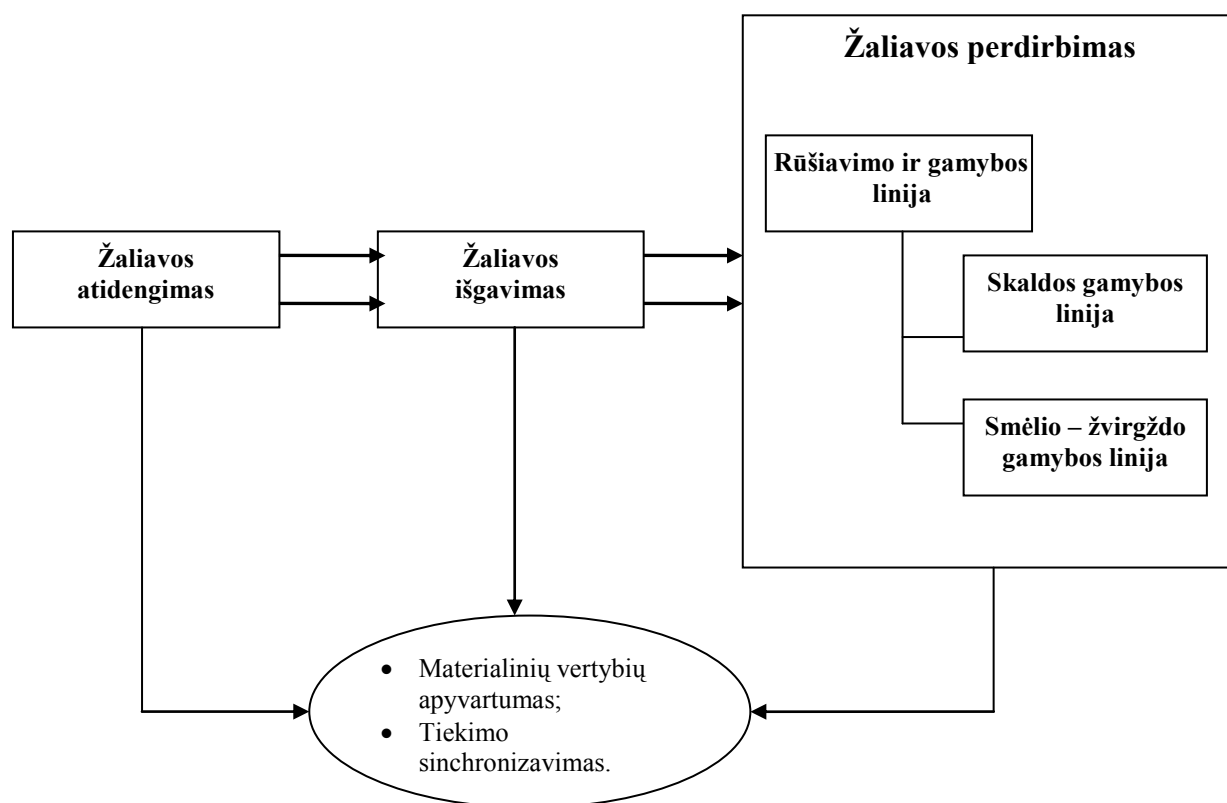 Žaliavos perdirbimas
Rūšiavimo ir gamybos
linija
Žaliavos
atidengimas
Žaliavos
išgavimas
Skaldos gamybos
linija
Smėlio – žvirgždo
gamybos linija
• Materialinių vertybių
apyvartumas;
• Tiekimo
sinchronizavimas.